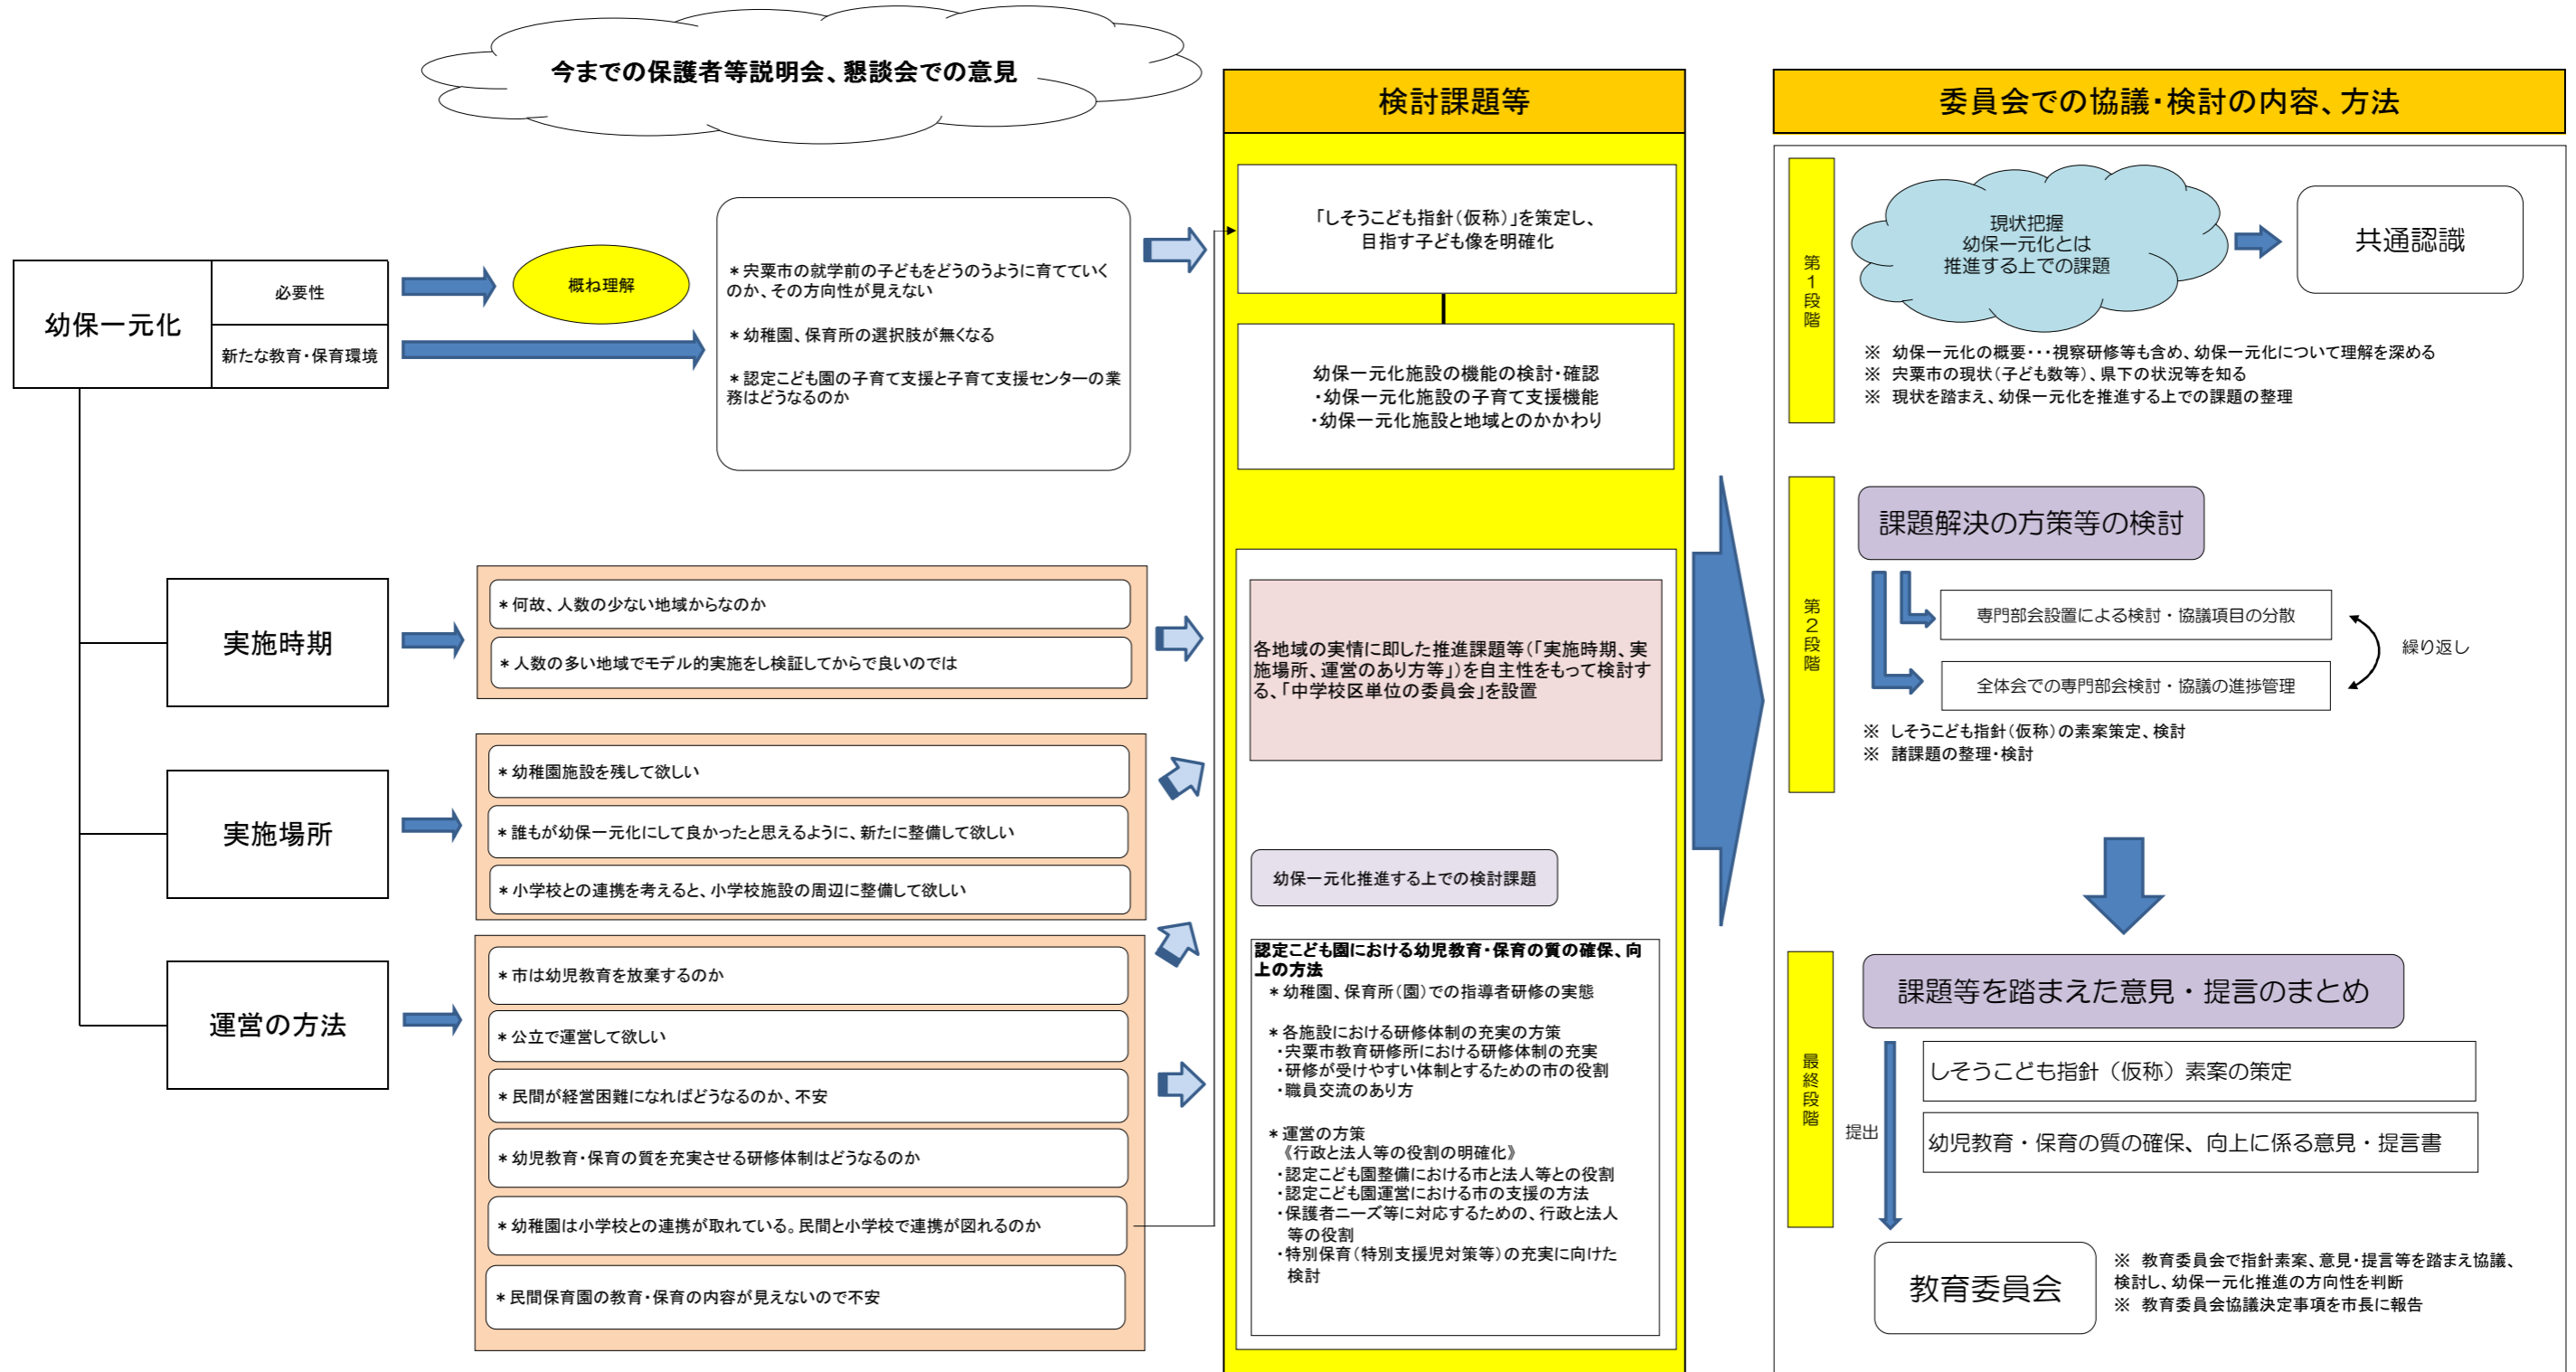 今までの保護者等説明会、懇談会での意見
幼保一元化
必要性
新たな教育・保育環境
概ね理解
＊宍粟市の就学前の子どもをどうのうように育てていく
のか、その方向性が見えない
＊幼稚園、保育所の選択肢が無くなる
＊認定こども園の子育て支援と子育て支援センターの業
務はどうなるのか
実施時期
＊何故、人数の少ない地域からなのか
＊人数の多い地域でモデル的実施をし検証してからで良いのでは
実施場所
＊幼稚園施設を残して欲しい
＊誰もが幼保一元化にして良かったと思えるように、新たに整備して欲しい
＊小学校との連携を考えると、小学校施設の周辺に整備して欲しい
運営の方法
＊市は幼児教育を放棄するのか
＊公立で運営して欲しい
＊民間が経営困難になればどうなるのか、不安
＊幼児教育・保育の質を充実させる研修体制はどうなるのか
＊幼稚園は小学校との連携が取れている。民間と小学校で連携が図れるのか
＊民間保育園の教育・保育の内容が見えないので不安
検討課題等
「しそうこども指針（仮称）」を策定し、
目指す子ども像を明確化
幼保一元化施設の機能の検討・確認
・幼保一元化施設の子育て支援機能
・幼保一元化施設と地域とのかかわり
各地域の実情に即した推進課題等（「実施時期、実
施場所、運営のあり方等」）を自主性をもって検討す
る、「中学校区単位の委員会」を設置
幼保一元化推進する上での検討課題
認定こども園における幼児教育・保育の質の確保、向
上の方法
＊幼稚園、保育所（園）での指導者研修の実態
＊各施設における研修体制の充実の方策
・宍粟市教育研修所における研修体制の充実
・研修が受けやすい体制とするための市の役割
・職員交流のあり方
＊運営の方策
《行政と法人等の役割の明確化》
・認定こども園整備における市と法人等との役割
・認定こども園運営における市の支援の方法
・保護者ニーズ等に対応するための、行政と法人
等の役割
・特別保育（特別支援児対策等）の充実に向けた
検討
委員会での協議・検討の内容、方法
第1段階
現状把握
幼保一元化とは
推進する上での課題
共通認識
※ 幼保一元化の概要・・・視察研修等も含め、幼保一元化について理解を深める
※ 宍粟市の現状（子ども数等）、県下の状況等を知る
※ 現状を踏まえ、幼保一元化を推進する上での課題の整理
第2段階
課題解決の方策等の検討
専門部会設置による検討・協議項目の分散
全体会での専門部会検討・協議の進捗管理
繰り返し
※ しそうこども指針（仮称）の素案策定、検討
※ 諸課題の整理・検討
最終段階
課題等を踏まえた意見・提言のまとめ
しそうこども指針（仮称）素案の策定
幼児教育・保育の質の確保、向上に係る意見・提言書
提出
教育委員会
※ 教育委員会で指針素案、意見・提言等を踏まえ協議、
検討し、幼保一元化推進の方向性を判断
※ 教育委員会協議決定事項を市長に報告